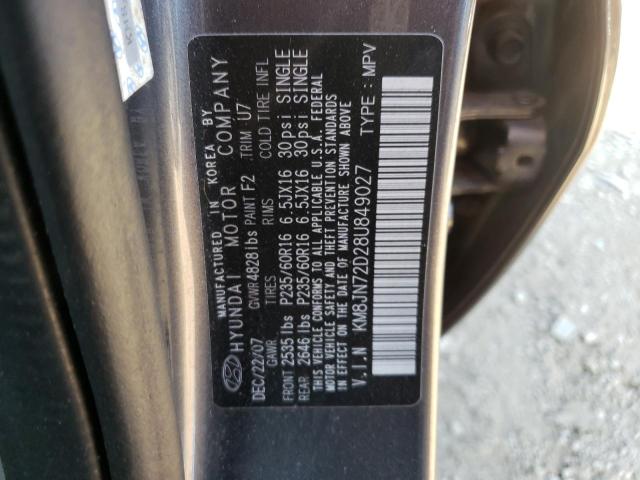 MANUFACTURED IN KOREA BY
HYUNDAI MOTOR COMPANY
DEC/22/07 GVWR 4828lbs PAINT F2 TRIM U7
GAWR TIRES RIMS COLD TIRE INFL
FRONT 2535lbs P235/60R16 6.5JX16 30psi SINGLE
REAR 2646lbs P235/60R16 6.5JX16 30psi SINGLE
THIS VEHICLE CONFORMS TO ALL APPLICABLE U.S.A. FEDERAL
MOTOR VEHICLE SAFETY AND THEFT PREVENTION STANDARDS
IN EFFECT ON THE DATE OF MANUFACTURE SHOWN ABOVE
V.I.N KM8JN72D28U849027 TYPE : MPV